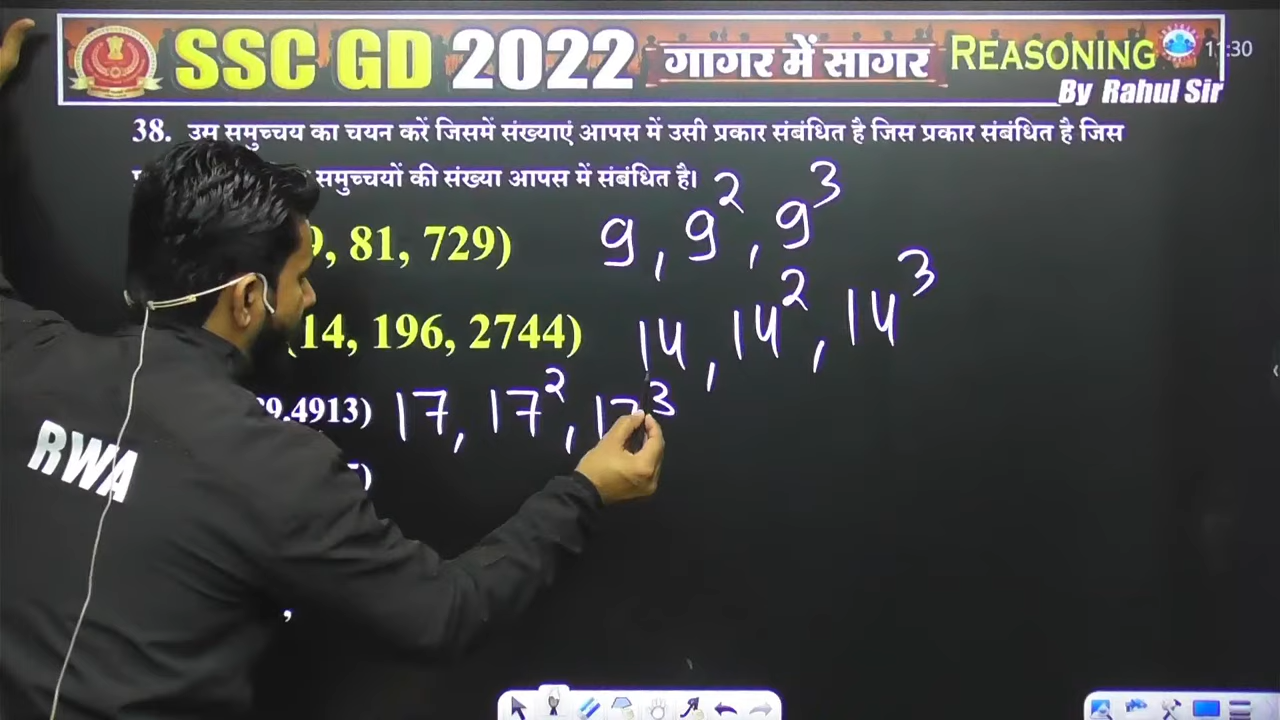 SSC GD 2022 गागर में सागर REASONING
11:30
By Rahul Sir
38. उस समुच्चय का चयन करें जिसमें संख्याएं आपस में उसी प्रकार संबंधित है जिस प्रकार संबंधित है जिस
समुच्चयों की संख्या आपस में संबंधित है।
9, 81, 729) 9, 9², 9³
(14, 196, 2744) 14, 14², 14³
4913) 17, 17², 17³
RWA